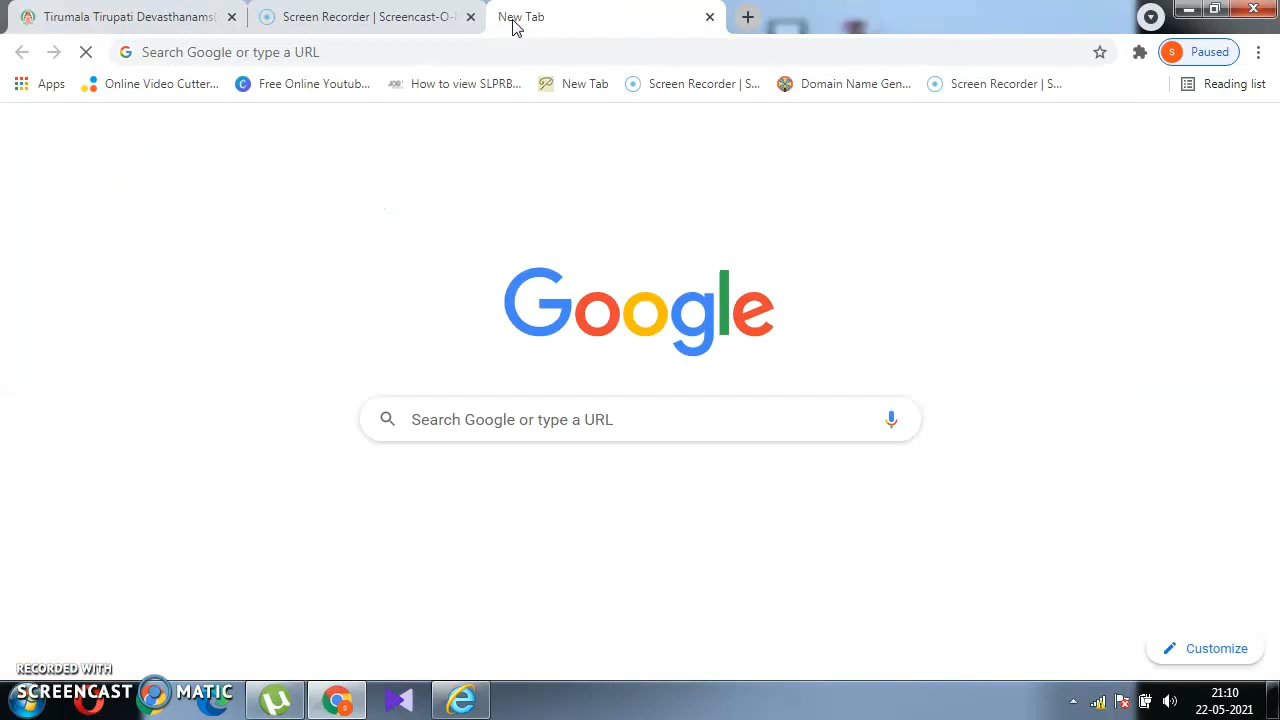 Tirumala Tirupati Devasthanams(
Screen Recorder | Screencast-O-
New Tab
Search Google or type a URL
S
Paused
Apps
Online Video Cutter...
Free Online Youtub...
How to view SLPRB...
New Tab
Screen Recorder | S...
Domain Name Gen...
Screen Recorder | S...
Reading list
Google
Search Google or type a URL
Customize
RECORDED WITH
SCREENCAST MATIC
21:10
22-05-2021